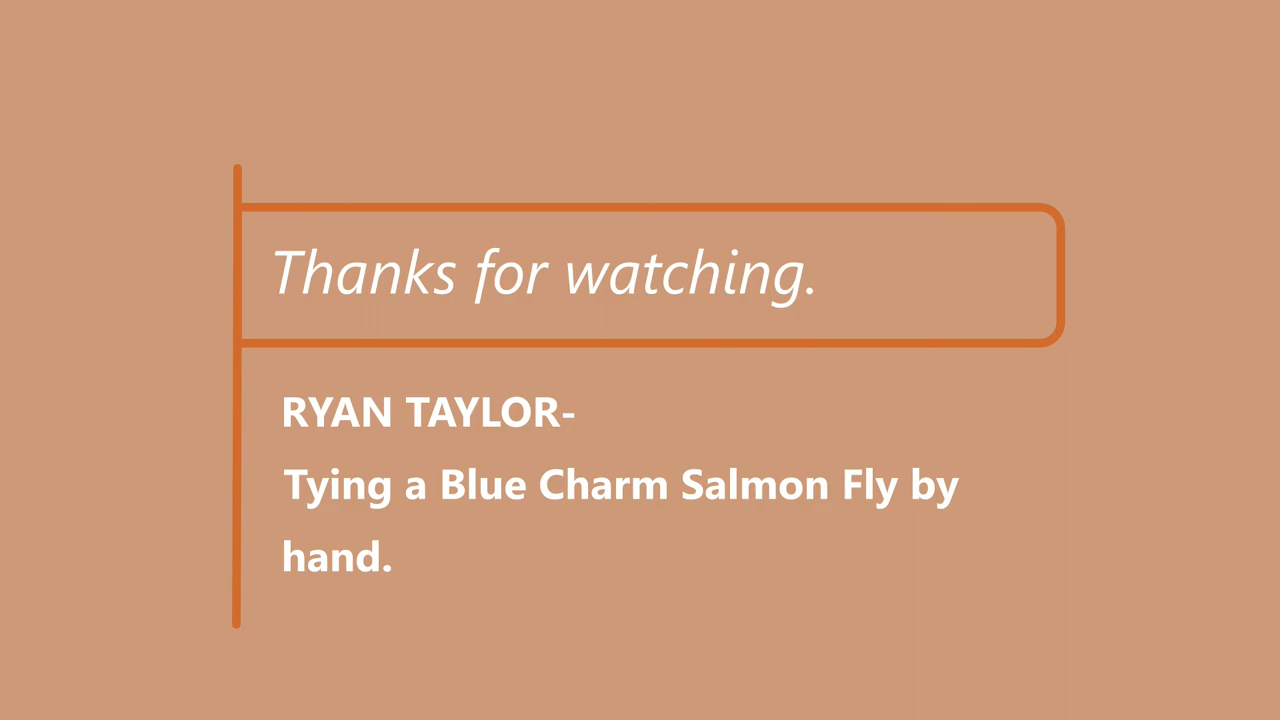 Thanks for watching.
RYAN TAYLOR-
Tying a Blue Charm Salmon Fly by
hand.